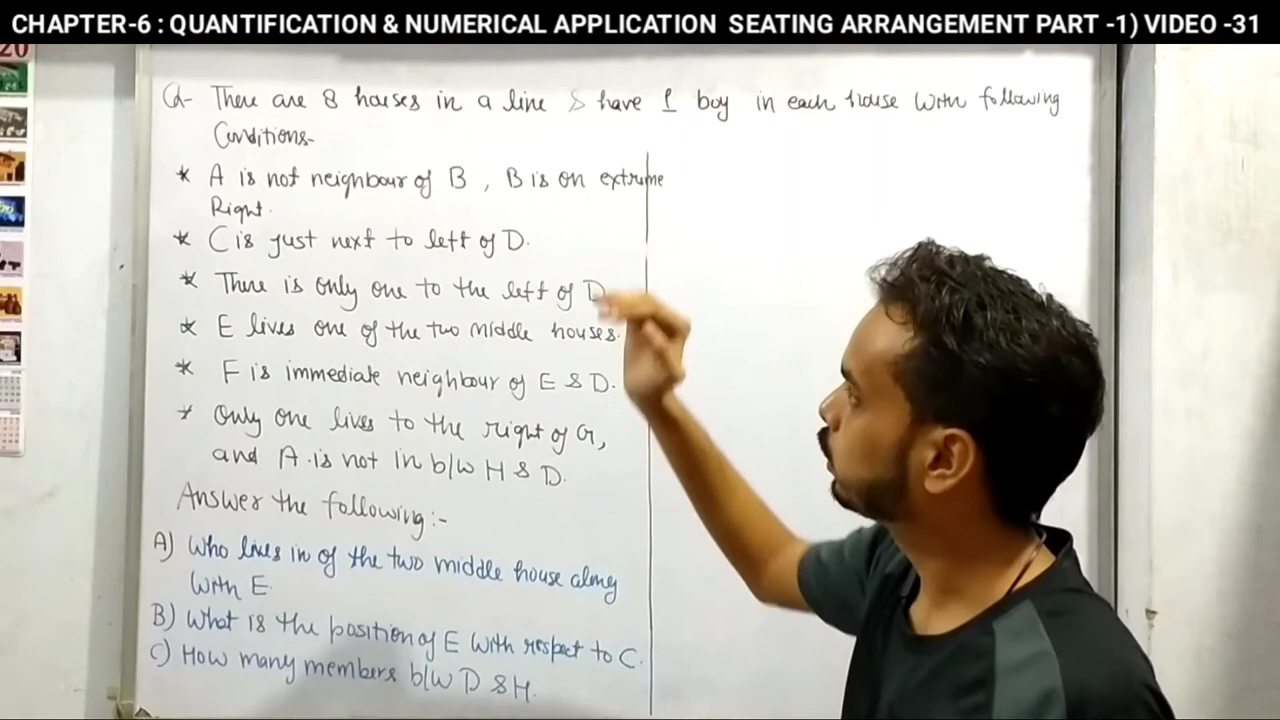 CHAPTER-6 : QUANTIFICATION & NUMERICAL APPLICATION SEATING ARRANGEMENT PART -1) VIDEO -31
20
Q- There are 8 houses in a line & have 1 boy in each house with following
Conditions-
* A is not neighbour of B , B is on extrime
Right.
* C is just next to left of D.
* There is only one to the left of D
* E lives one of the two middle houses.
* F is immediate neighbour of E & D.
* Only one lives to the right of G,
and A is not in b/w H & D.
Answer the following:-
A) Who lives in of the two middle house along
with E.
B) What is the position of E with respect to C.
C) How many members b/w D & H.